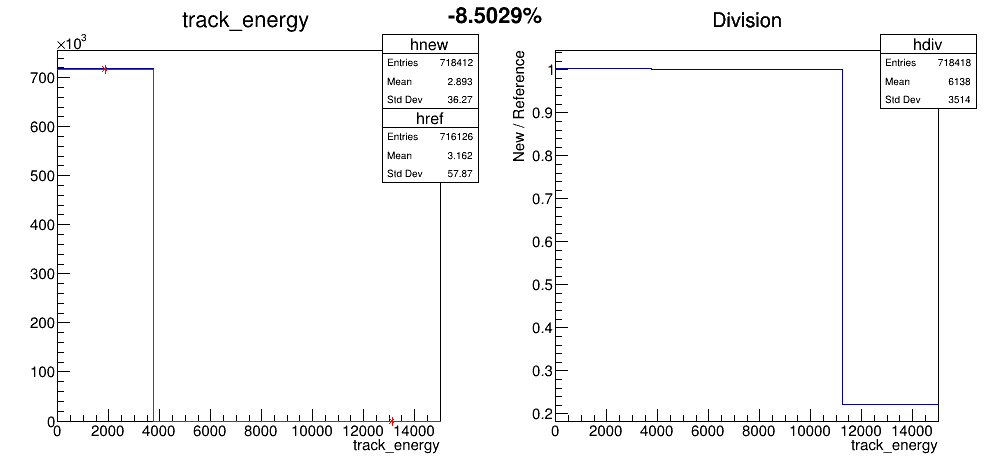 track_energy
-8.5029%
Division
×10³
hnew
Entries 718412
Mean 2.893
Std Dev 36.27
href
Entries 716126
Mean 3.162
Std Dev 57.87
700
600
500
400
300
200
100
0
0 2000 4000 6000 8000 10000 12000 14000
track_energy
hdiv
Entries 718418
Mean 6138
Std Dev 3514
New / Reference
1
0.9
0.8
0.7
0.6
0.5
0.4
0.3
0.2
0 2000 4000 6000 8000 10000 12000 14000
track_energy